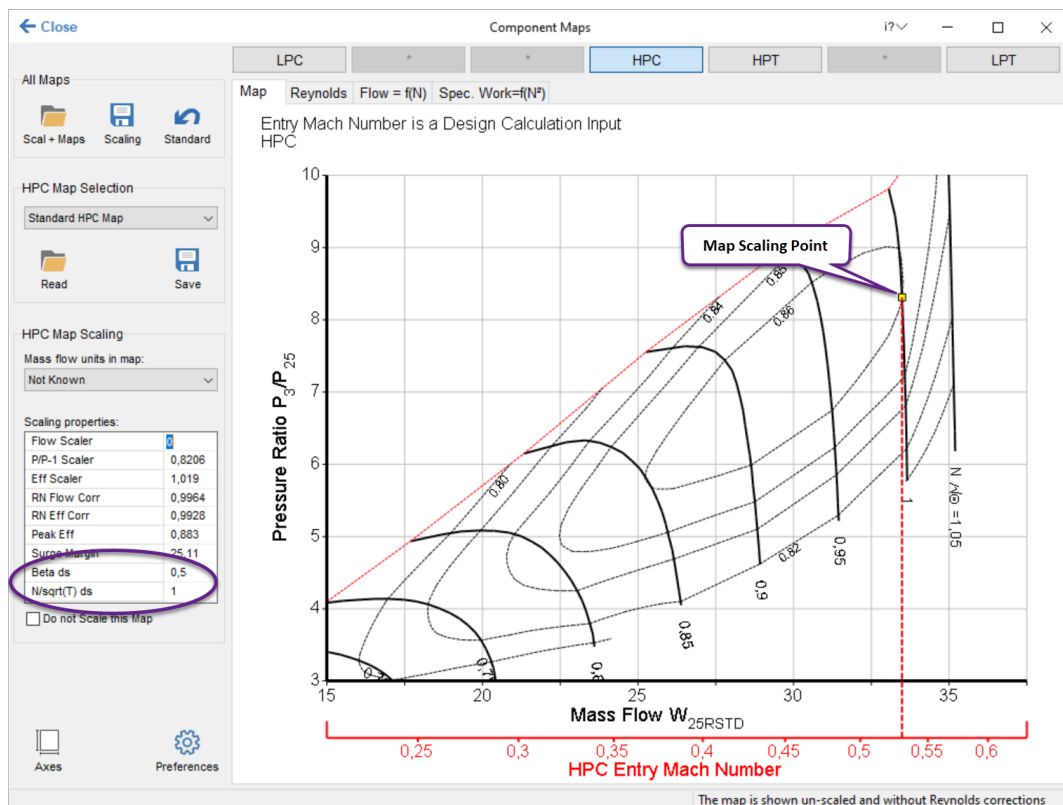 Close
Component Maps
i?
LPC
*
*
HPC
HPT
*
LPT
All Maps
Scal + Maps
Scaling
Standard
HPC Map Selection
Standard HPC Map
Read
Save
HPC Map Scaling
Mass flow units in map:
Not Known
Scaling properties:
Flow Scaler 0
P/P-1 Scaler 0,8206
Eff Scaler 1,019
RN Flow Corr 0,9964
RN Eff Corr 0,9928
Peak Eff 0,883
Surge Margin 25,11
Beta ds 0,5
N/sqrt(T) ds 1
Do not Scale this Map
Axes
Preferences
Map
Reynolds
Flow = f(N)
Spec. Work=f(N²)
Entry Mach Number is a Design Calculation Input
HPC
Pressure Ratio P3/P25
10
9
8
7
6
5
4
3
Map Scaling Point
0.85
0.84
0.86
0.80
0.82
N/√Θ =1,05
1
0,95
0,9
0,85
15
20
25
30
35
Mass Flow W25RSTD
0,25
0,3
0,35
0,4
0,45
0,5
0,55
0,6
HPC Entry Mach Number
The map is shown un-scaled and without Reynolds corrections